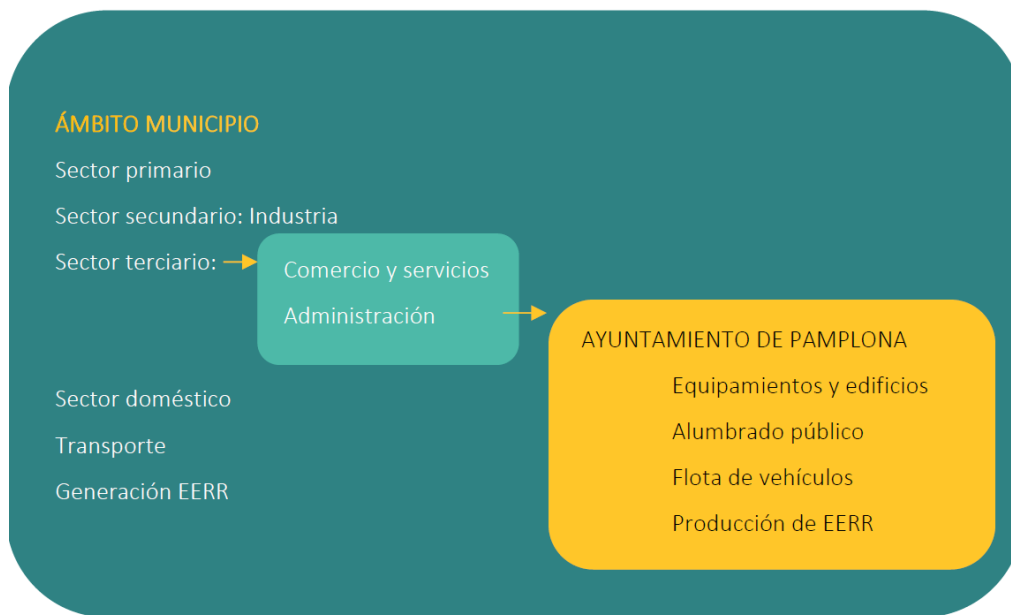 ÁMBITO MUNICIPIO
Sector primario
Sector secundario: Industria
Sector terciario:
Comercio y servicios
Administración
AYUNTAMIENTO DE PAMPLONA
Equipamientos y edificios
Alumbrado público
Flota de vehículos
Producción de EERR
Sector doméstico
Transporte
Generación EERR